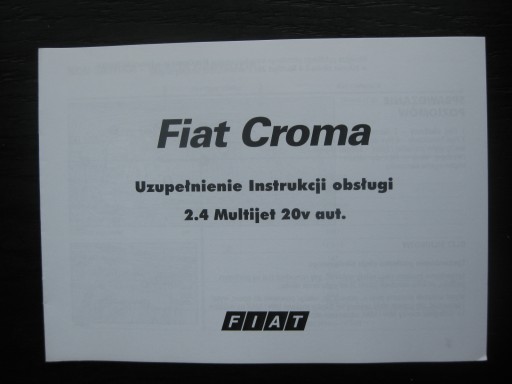 Fiat Croma
Uzupełnienie Instrukcji obsługi
2.4 Multijet 20v aut.
FIAT